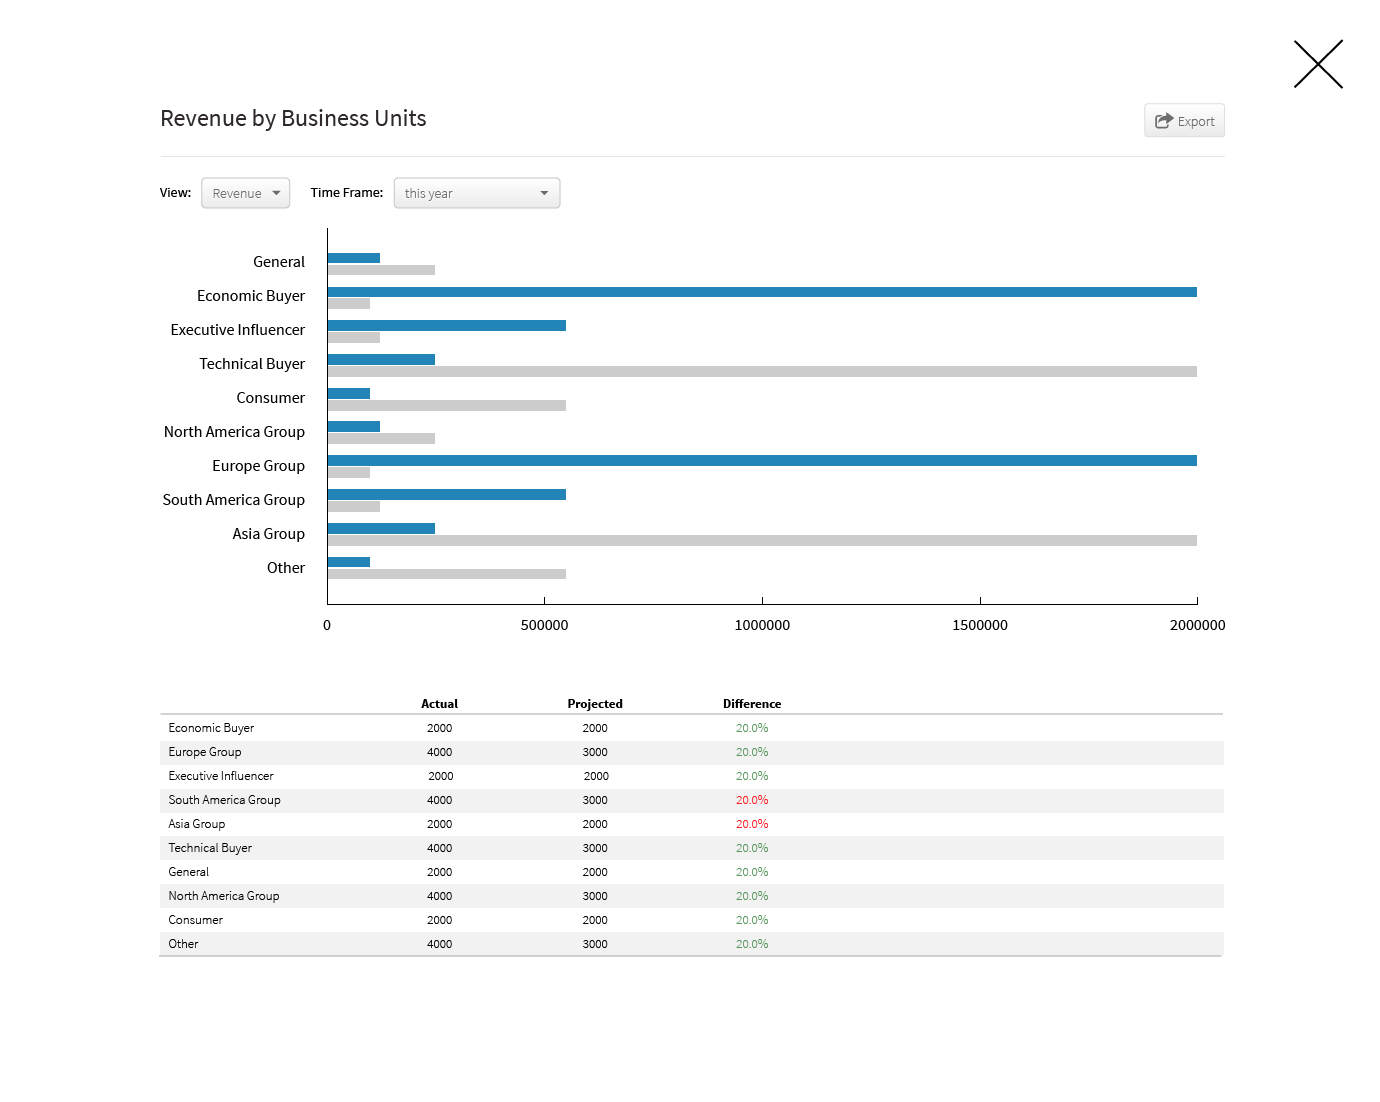 Revenue by Business Units
Export
View: Revenue Time Frame: this year
General
Economic Buyer
Executive Influencer
Technical Buyer
Consumer
North America Group
Europe Group
South America Group
Asia Group
Other
0 500000 1000000 1500000 2000000
Actual Projected Difference
Economic Buyer 2000 2000 20.0%
Europe Group 4000 3000 20.0%
Executive Influencer 2000 2000 20.0%
South America Group 4000 3000 20.0%
Asia Group 2000 2000 20.0%
Technical Buyer 4000 3000 20.0%
General 2000 2000 20.0%
North America Group 4000 3000 20.0%
Consumer 2000 2000 20.0%
Other 4000 3000 20.0%